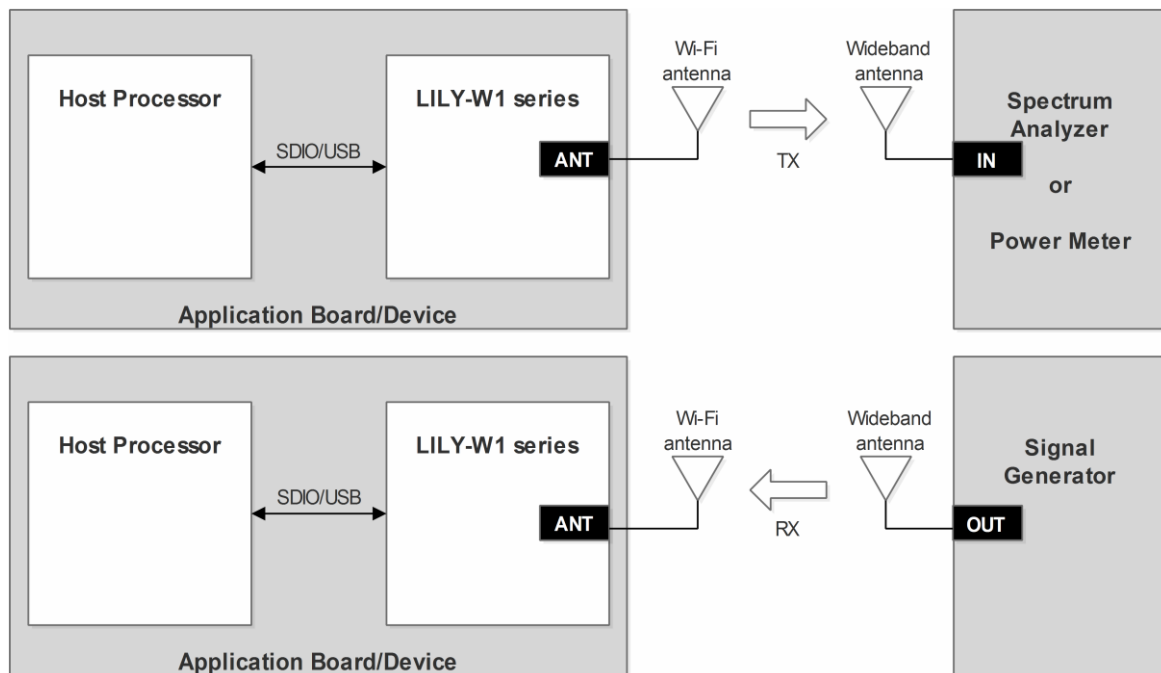 Host Processor
SDIO/USB
LILY-W1 series
ANT
Application Board/Device
Wi-Fi
antenna
TX
Wideband
antenna
IN
Spectrum
Analyzer
or
Power Meter
Host Processor
SDIO/USB
LILY-W1 series
ANT
Application Board/Device
Wi-Fi
antenna
RX
Wideband
antenna
OUT
Signal
Generator